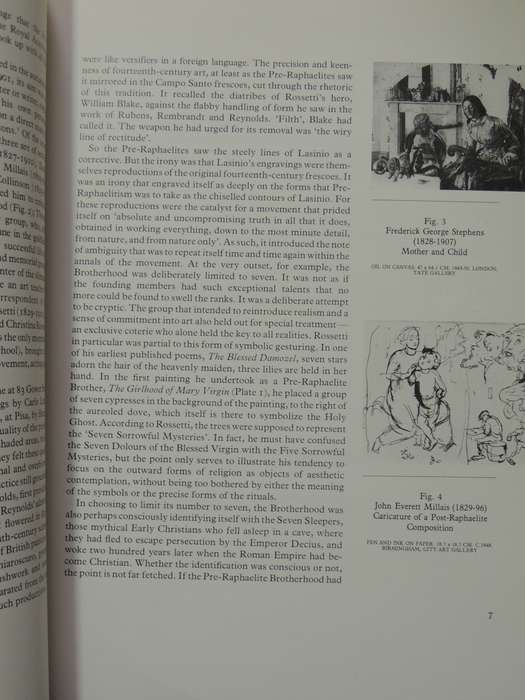 were like versifiers in a foreign language. The precision and keen-
ness of fourteenth-century art, at least as the Pre-Raphaelites saw
it mirrored in the Campo Santo frescoes, cut through the rhetoric
of this tradition. It recalled the diatribes of Rossetti's hero,
William Blake, against the flabby handling of form he saw in the
work of Rubens, Rembrandt and Reynolds. 'Filth', Blake had
called it. The weapon he had urged for its removal was 'the wiry
line of rectitude'.
So the Pre-Raphaelites saw the steely lines of Lasinio as a
corrective. But the irony was that Lasinio's engravings were them-
selves reproductions of the original fourteenth-century frescoes. It
was an irony that engraved itself as deeply on the forms that Pre-
Raphaelitism was to take as the chiselled contours of Lasinio. For
these reproductions were the catalyst for a movement that prided
itself on 'absolute and uncompromising truth in all that it does,
obtained in working everything, down to the most minute detail,
from nature, and from nature only'. As such, it introduced the note
of ambiguity that was to repeat itself time and time again within the
annals of the movement. At the very outset, for example, the
Brotherhood was deliberately limited to seven. It was not as if
the founding members had such exceptional talents that no
more could be found to swell the ranks. It was a deliberate attempt
to be cryptic. The group that intended to reintroduce realism and a
sense of commitment into art also held out for special treatment—
an exclusive coterie who alone held the key to all realities. Rossetti
in particular was partial to this form of symbolic gesturing. In one
of his earliest published poems, The Blessed Damozel, seven stars
adorn the hair of the heavenly maiden, three lilies are held in her
hand. In the first painting he undertook as a Pre-Raphaelite
Brother, The Girlhood of Mary Virgin (Plate 1), he placed a group
of seven cypresses in the background of the painting, to the right of
the aureoled dove, which itself is there to symbolize the Holy
Ghost. According to Rossetti, the trees were supposed to represent
the 'Seven Sorrowful Mysteries'. In fact, he must have confused
the Seven Dolours of the Blessed Virgin with the Five Sorrowful
Mysteries, but the point only serves to illustrate his tendency to
focus on the outward forms of religion as objects of aesthetic
contemplation, without being too bothered by either the meaning
of the symbols or the precise forms of the rituals.
In choosing to limit its number to seven, the Brotherhood was
also perhaps consciously identifying itself with the Seven Sleepers,
those mythical Early Christians who fell asleep in a cave, where
they had fled to escape persecution by the Emperor Decius, and
woke two hundred years later when the Roman Empire had be-
come Christian. Whether the identification was conscious or not,
the point is not far fetched. If the Pre-Raphaelite Brotherhood had
Fig. 3
Frederick George Stephens
(1828-1907)
Mother and Child
TATE GALLERY
Fig. 4
John Everett Millais (1829-96)
Caricature of a Post-Raphaelite
Composition
BIRMINGHAM, CITY ART GALLERY
7